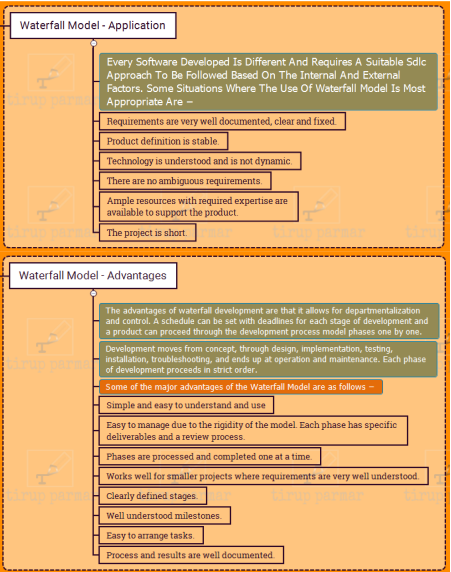 Waterfall Model - Application
Every Software Developed Is Different And Requires A Suitable Sdlc
Approach To Be Followed Based On The Internal And External
Factors. Some Situations Where The Use Of Waterfall Model Is Most
Appropriate Are −
Requirements are very well documented, clear and fixed.
Product definition is stable.
Technology is understood and is not dynamic.
There are no ambiguous requirements.
Ample resources with required expertise are
available to support the product.
The project is short.
Waterfall Model - Advantages
The advantages of waterfall development are that it allows for departmentalization
and control. A schedule can be set with deadlines for each stage of development and
a product can proceed through the development process model phases one by one.
Development moves from concept, through design, implementation, testing,
installation, troubleshooting, and ends up at operation and maintenance. Each phase
of development proceeds in strict order.
Some of the major advantages of the Waterfall Model are as follows −
Simple and easy to understand and use
Easy to manage due to the rigidity of the model. Each phase has specific
deliverables and a review process.
Phases are processed and completed one at a time.
Works well for smaller projects where requirements are very well understood.
Clearly defined stages.
Well understood milestones.
Easy to arrange tasks.
Process and results are well documented.